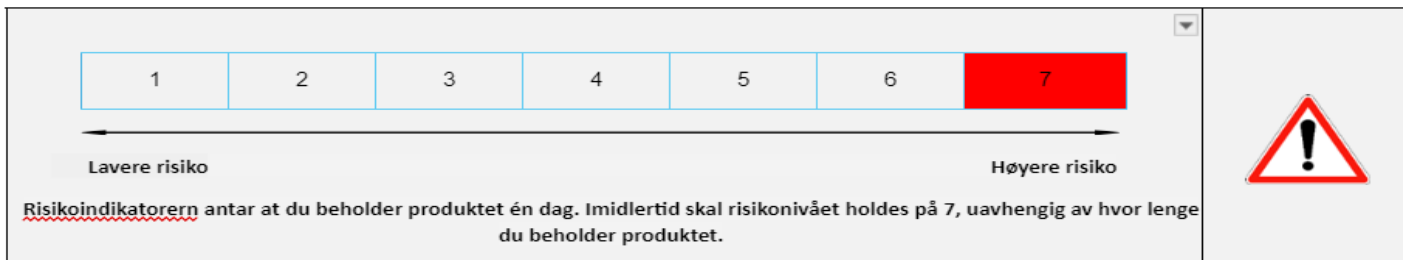 1 2 3 4 5 6 7
Lavere risiko Høyere risiko
Risikoindikatorern antar at du beholder produktet én dag. Imidlertid skal risikonivået holdes på 7, uavhengig av hvor lenge
du beholder produktet.